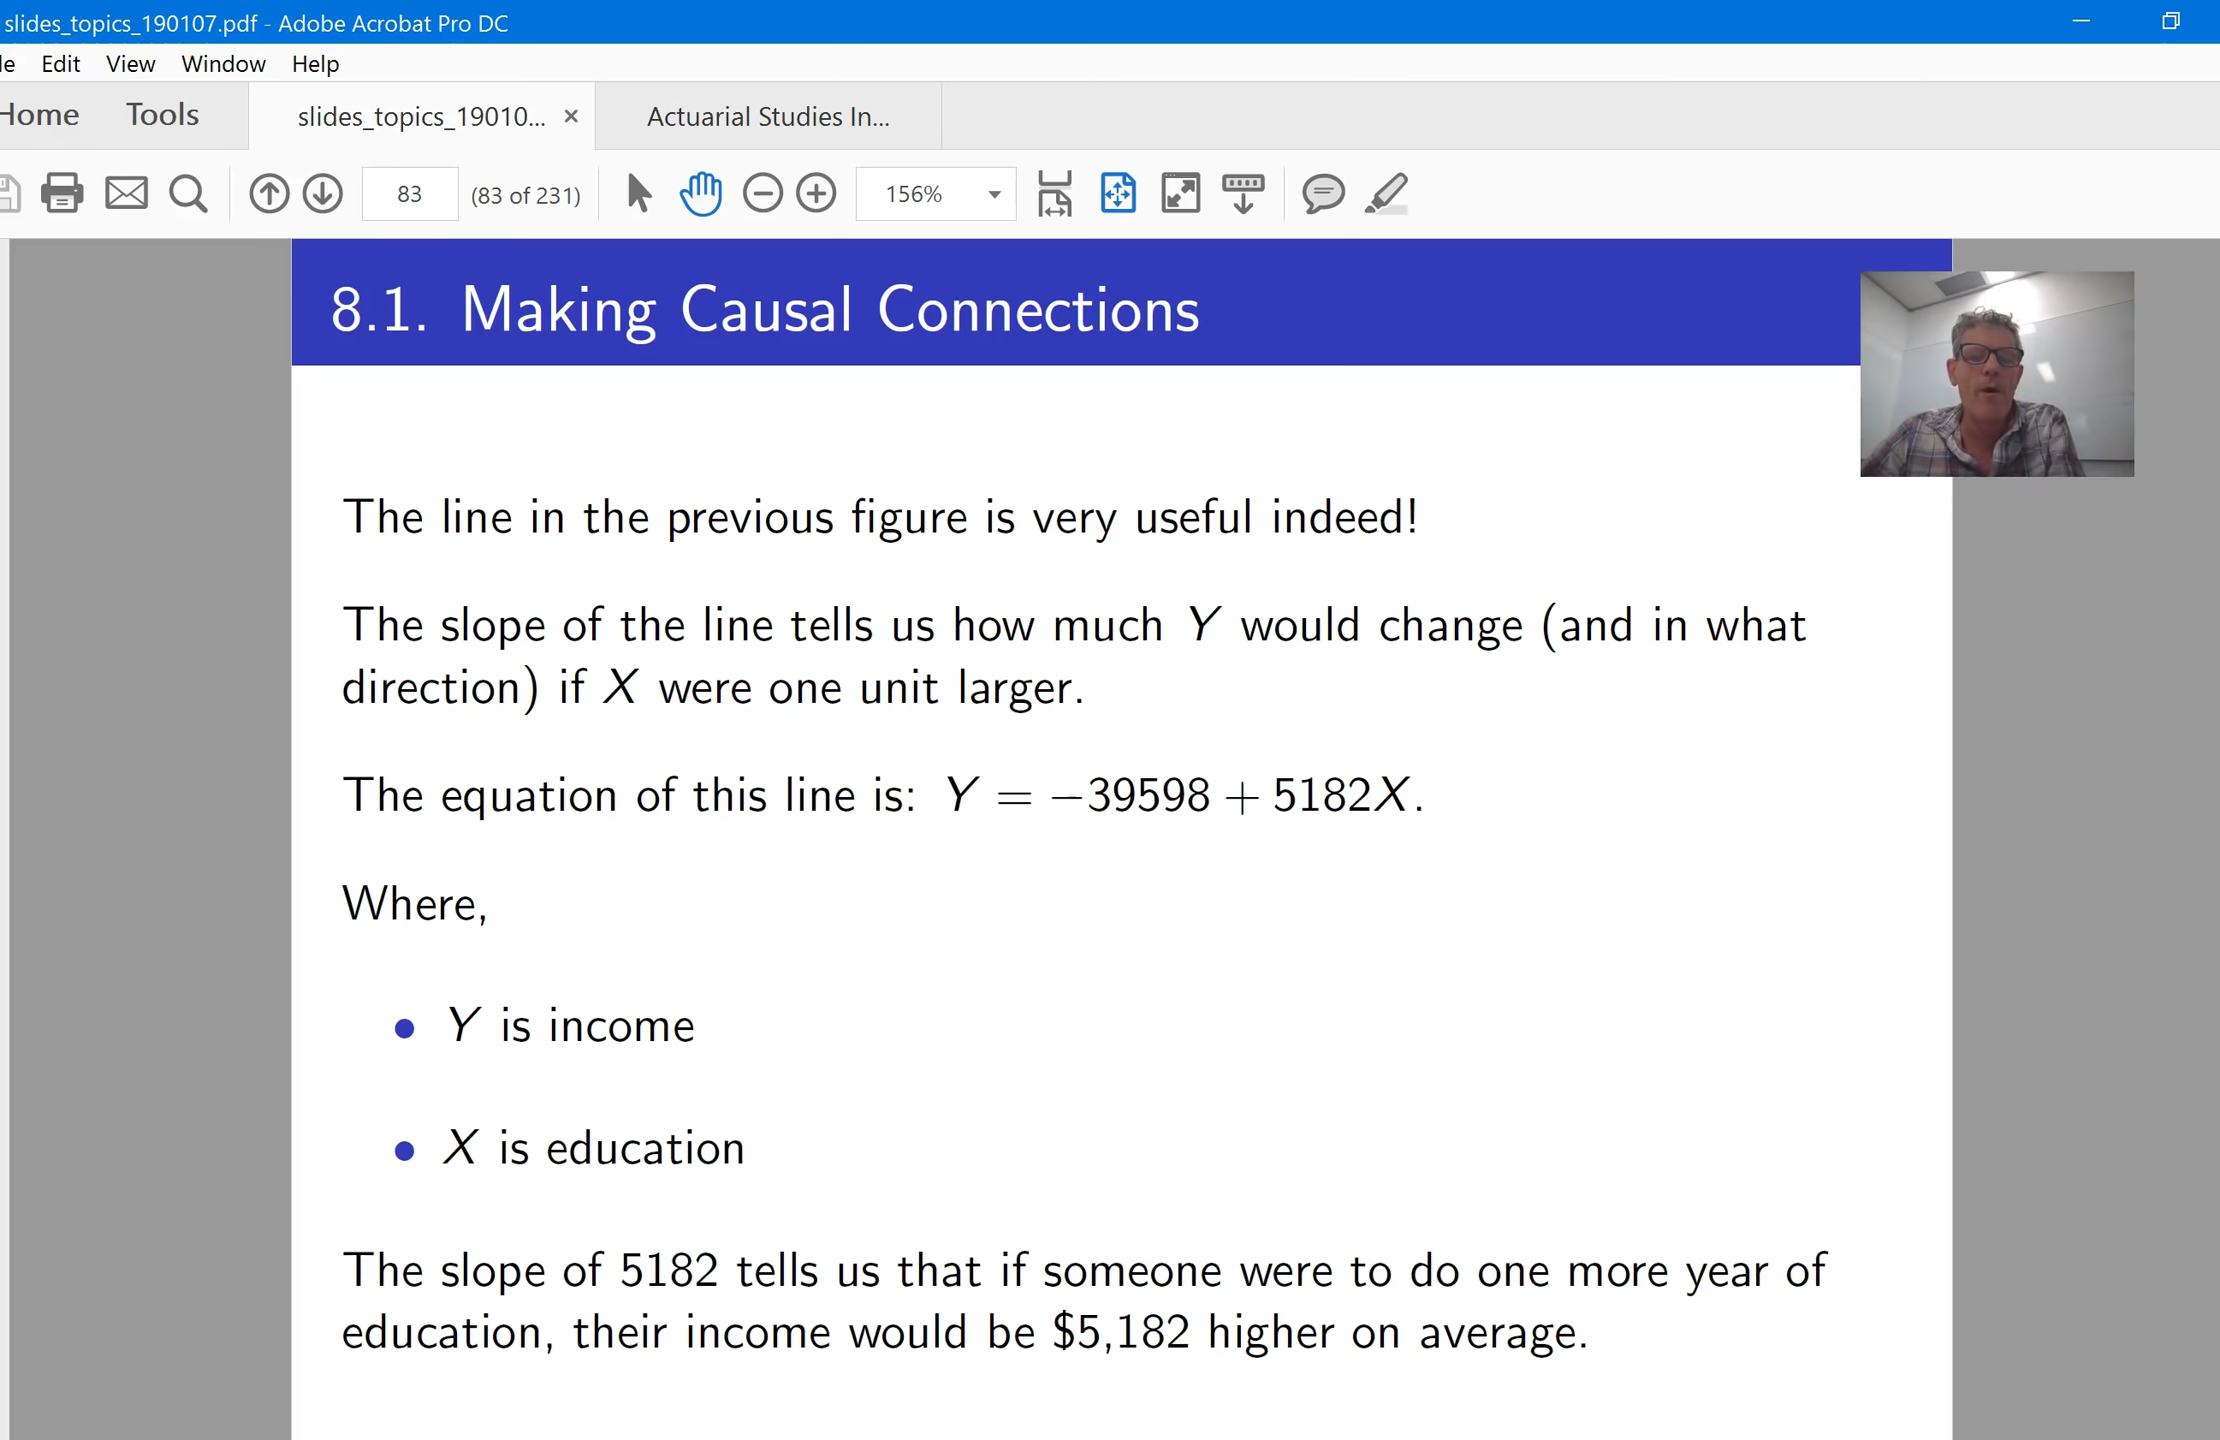 slides_topics_190107.pdf - Adobe Acrobat Pro DC
Edit View Window Help
Home Tools slides_topics_19010... × Actuarial Studies In...
83 (83 of 231) 156%
8.1. Making Causal Connections
The line in the previous figure is very useful indeed!
The slope of the line tells us how much Y would change (and in what
direction) if X were one unit larger.
The equation of this line is: Y = −39598 + 5182X.
Where,
• Y is income
• X is education
The slope of 5182 tells us that if someone were to do one more year of
education, their income would be $5,182 higher on average.